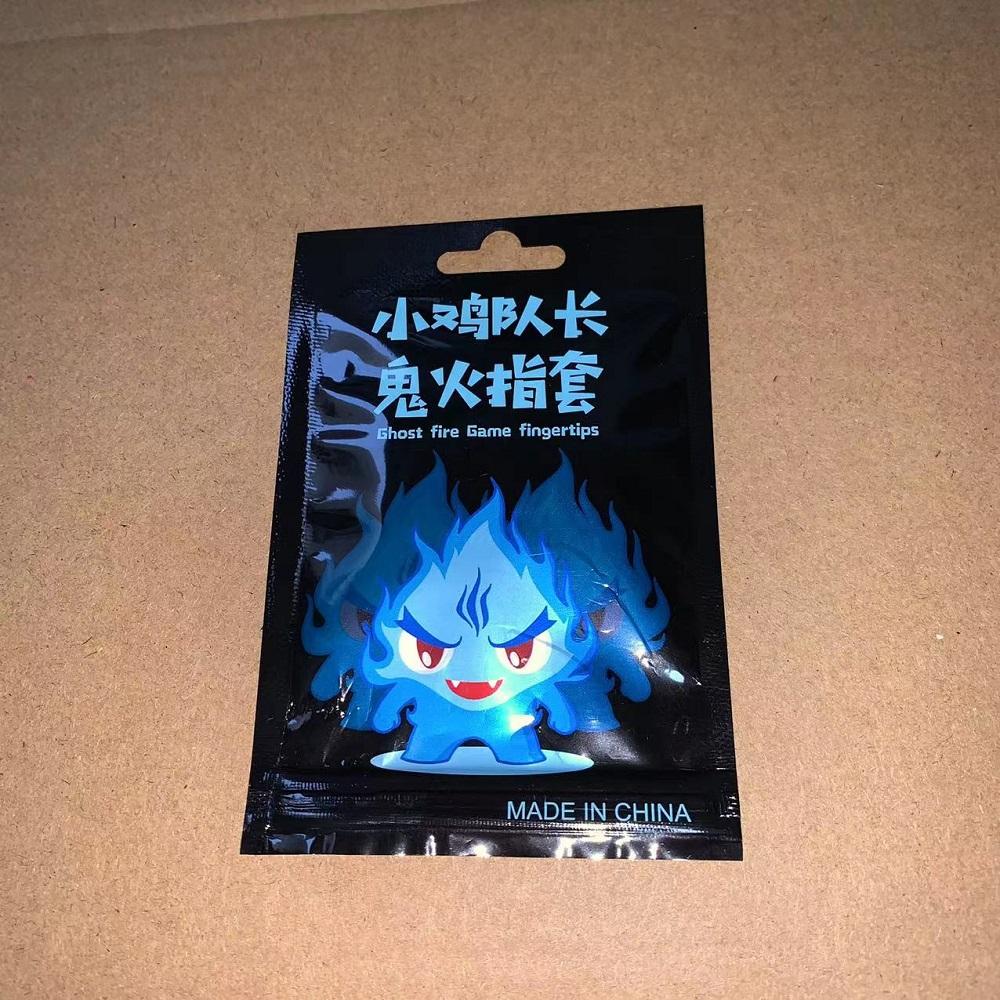 小鸡队长
鬼火指套
Ghost fire Game fingertips
MADE IN CHINA